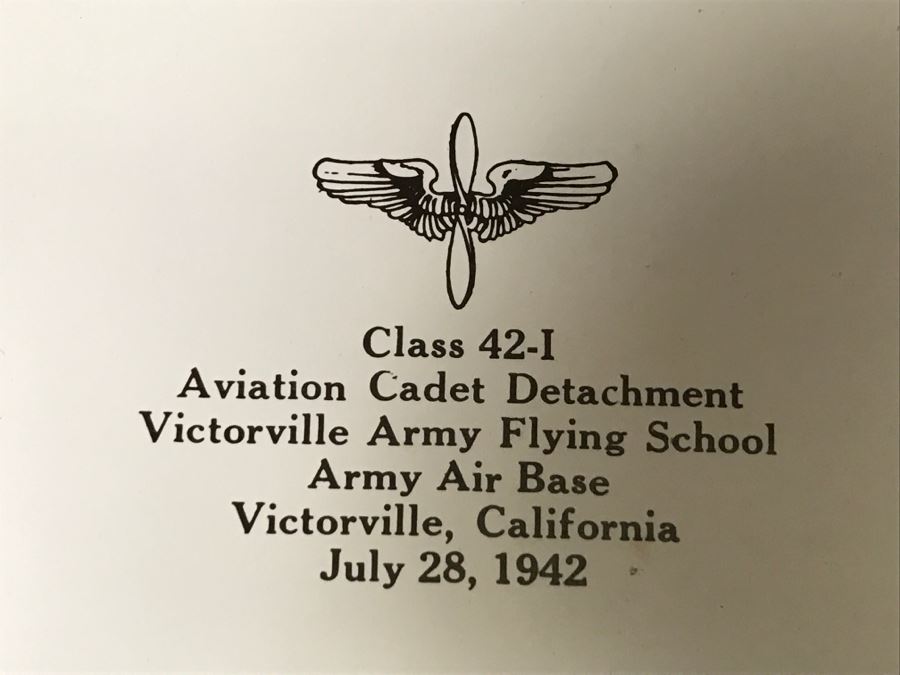 Class 42-I
Aviation Cadet Detachment
Victorville Army Flying School
Army Air Base
Victorville, California
July 28, 1942